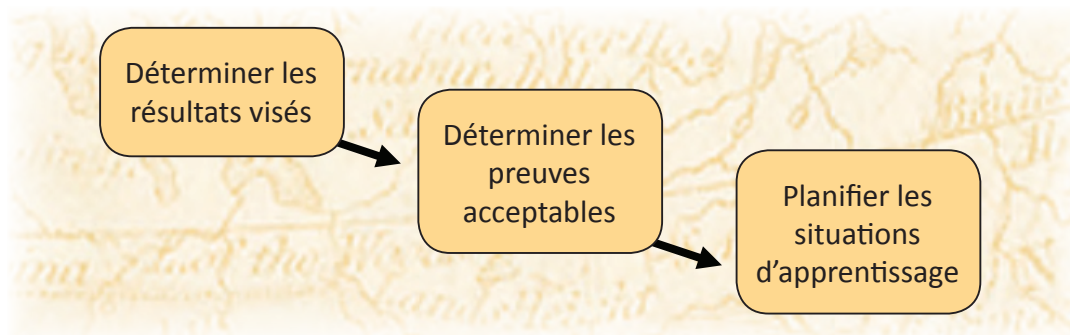 Déterminer les
résultats visés
Déterminer les
preuves
acceptables
Planifier les
situations
d'apprentissage